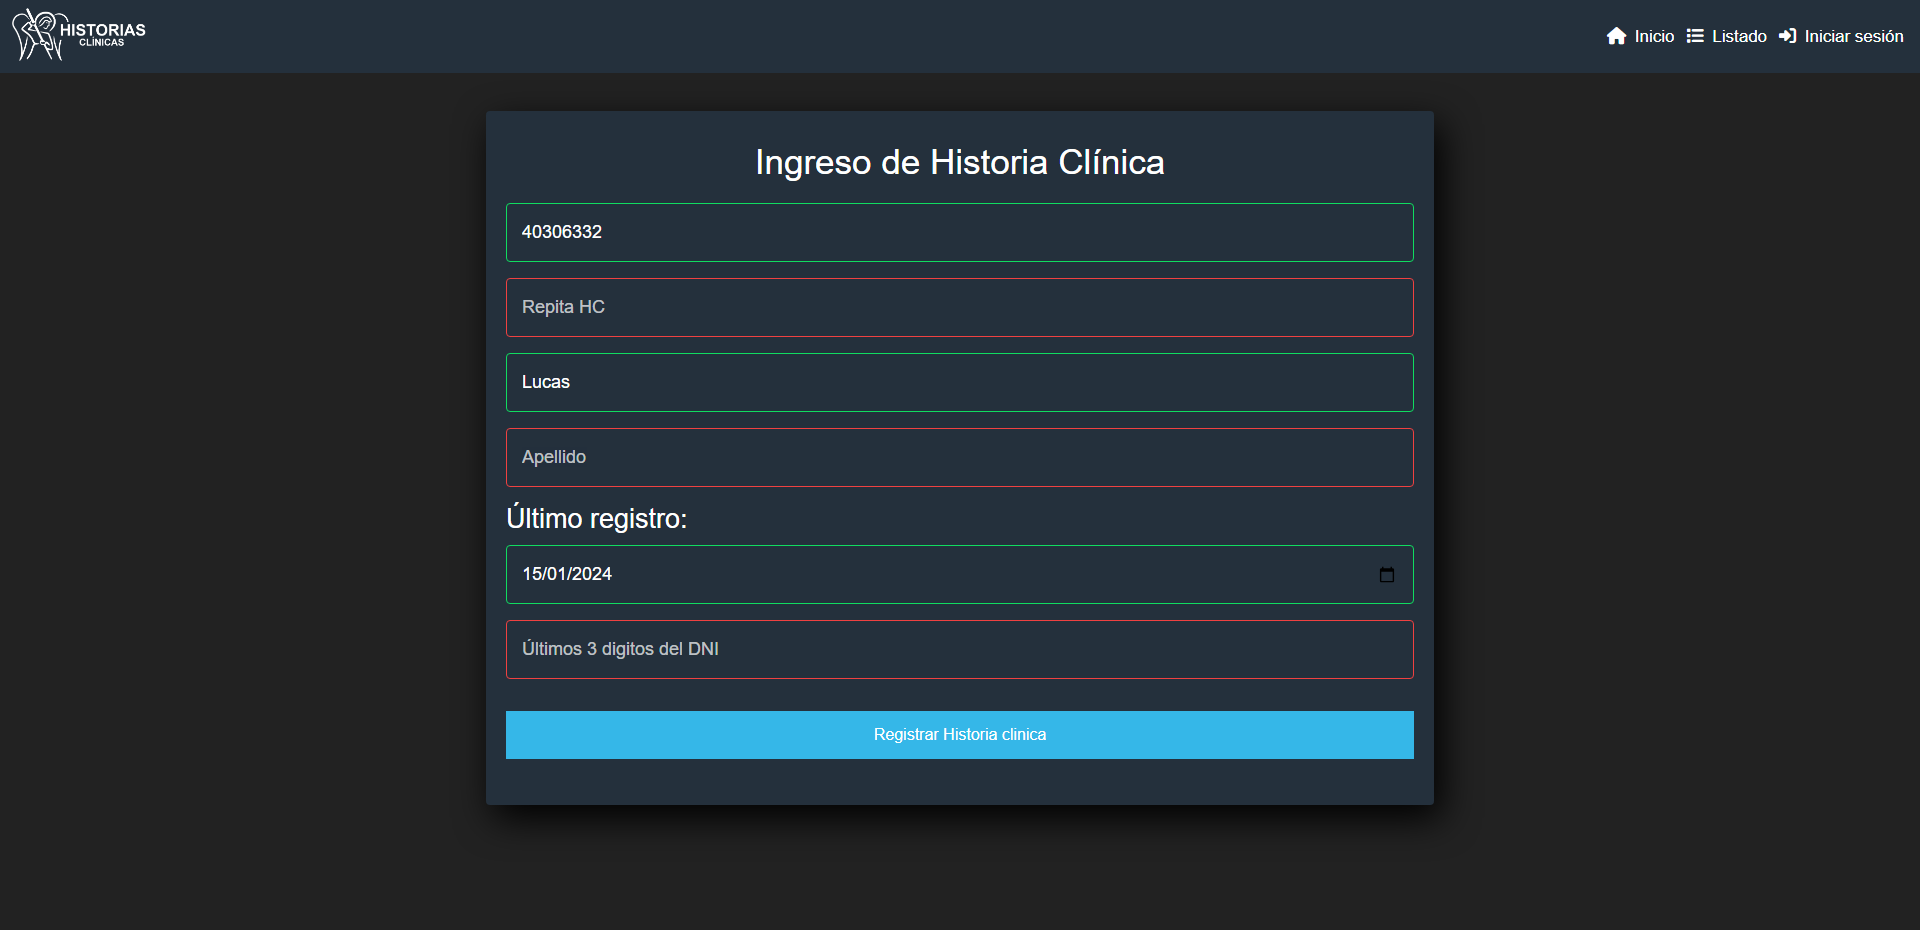 HISTORIAS
CLÍNICAS
Inicio Listado Iniciar sesión
Ingreso de Historia Clínica
40306332
Repita HC
Lucas
Apellido
Último registro:
15/01/2024
Últimos 3 digitos del DNI
Registrar Historia clinica